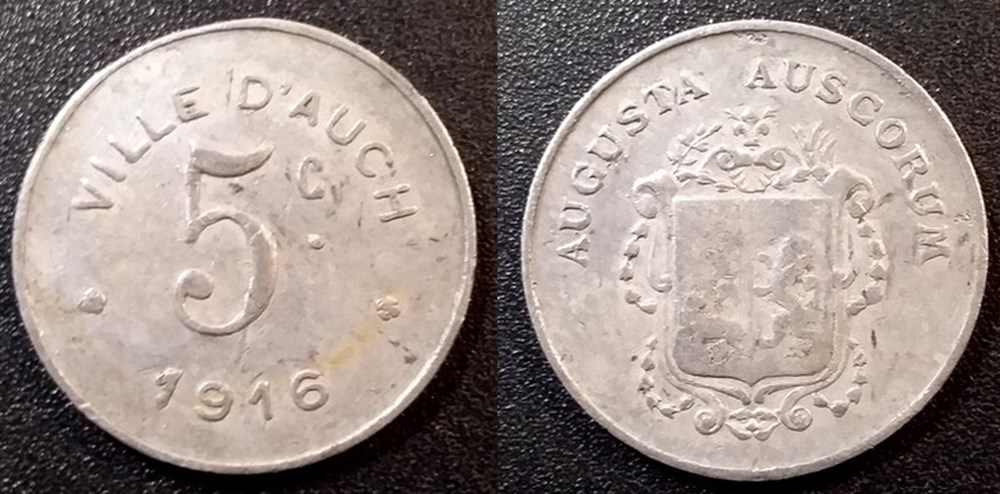 VILLE D'AUCH
5 C.
1916
AUGUSTA AUSCORUM